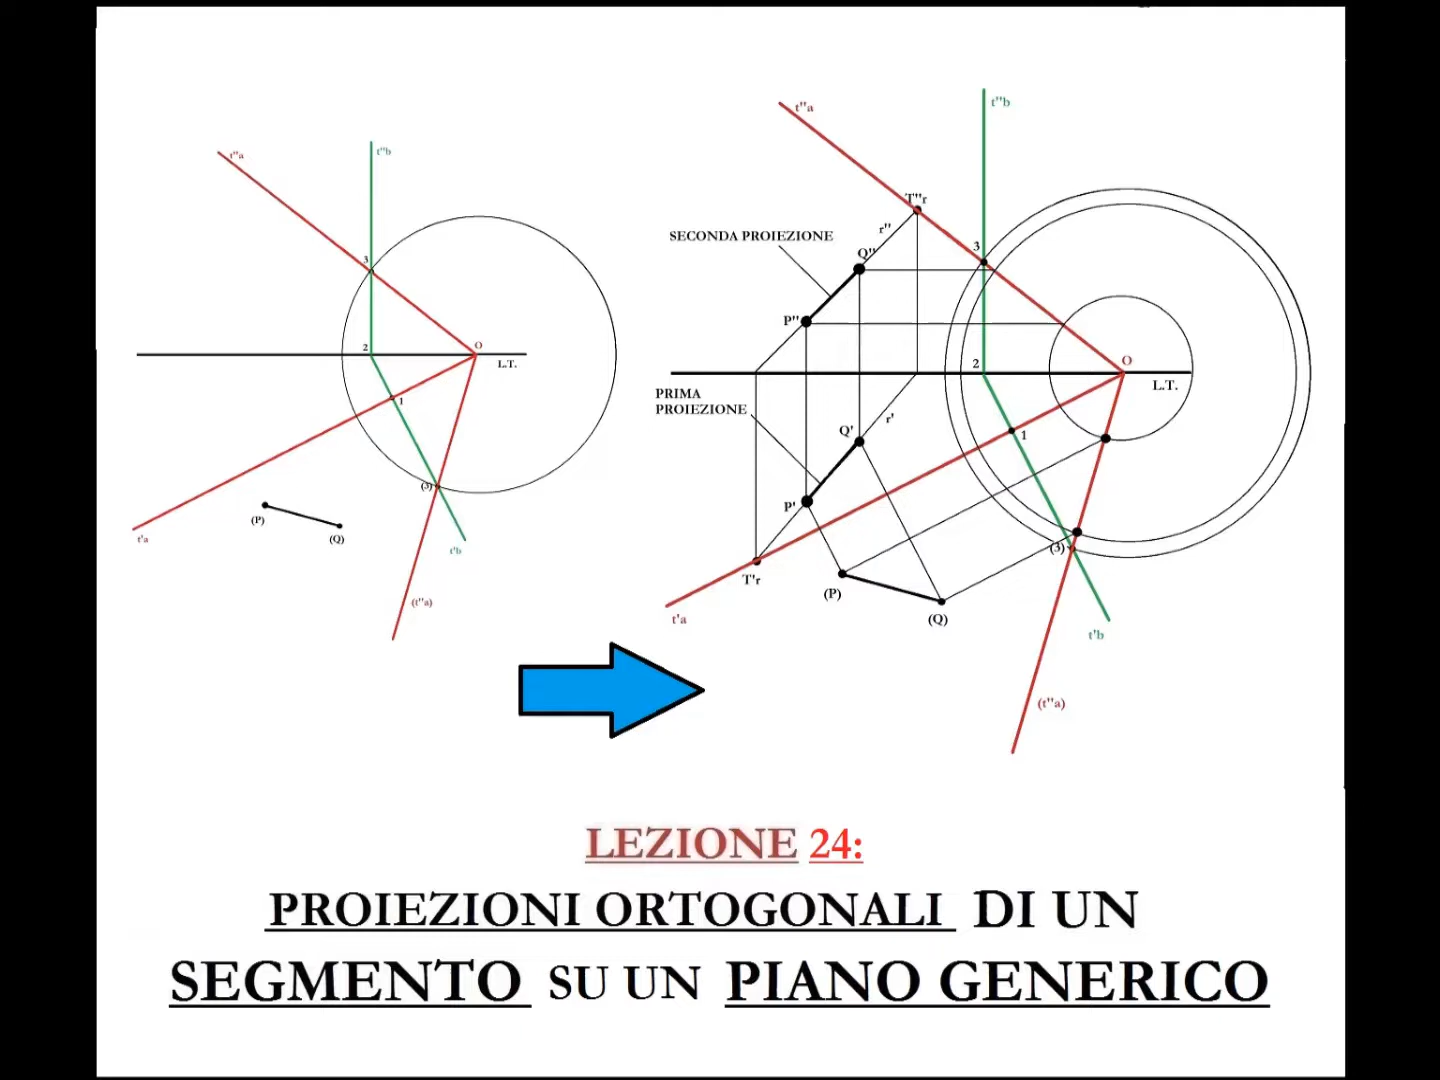 t''a
t''b
3
2
O
L.T.
1
(3)
(P)
(Q)
t'a
t'b
(t''a)
t''a
t''b
T''r
r''
SECONDA PROIEZIONE
Q''
3
P''
2
O
L.T.
PRIMA
PROIEZIONE
r'
Q'
1
P'
(3)
T'r
(P)
(Q)
t'a
t'b
(t''a)
LEZIONE 24:
PROIEZIONI ORTOGONALI DI UN
SEGMENTO SU UN PIANO GENERICO